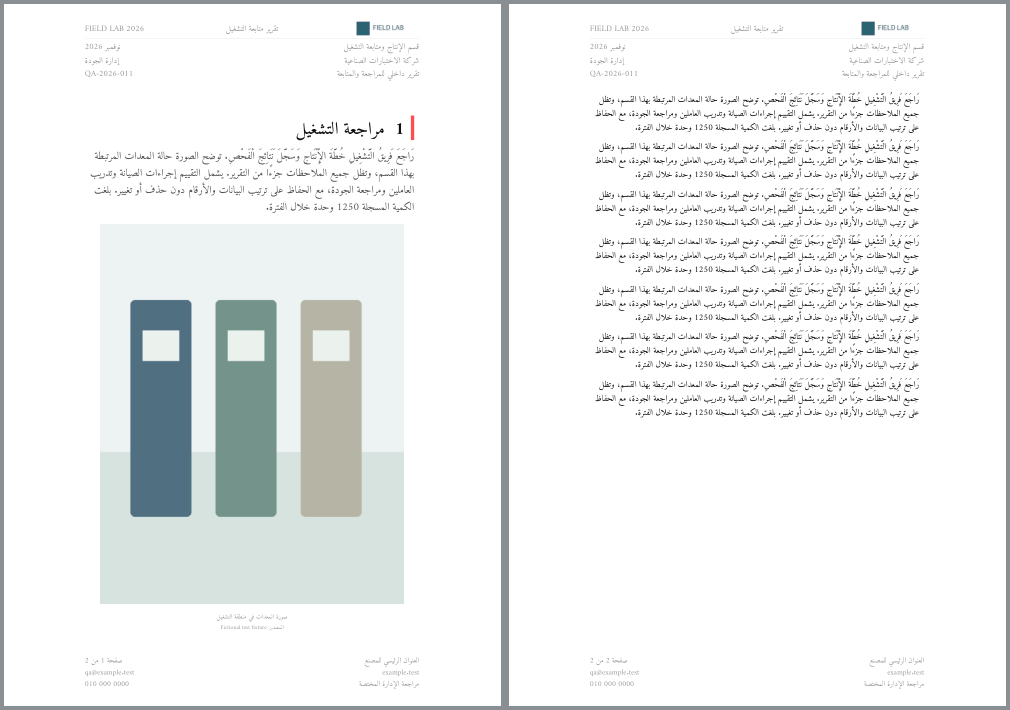 FIELD LAB
تقرير متابعة التشغيل
FIELD LAB 2026
قسم الإنتاج ومتابعة التشغيل
نوفمبر 2026
شركة الاختبارات الصناعية
إدارة الجودة
تقرير داخلي للمراجعة والمتابعة
QA-2026-011
1 مراجعة التشغيل
رَاجَعَ فَرِيقُ التَّشْغِيلِ خُطَّةَ الإِنْتَاجِ وَسَجَّلَ نَتَائِجَ الْفَحْصِ. توضح الصورة حالة المعدات المرتبطة
بهذا القسم، وتظل جميع الملاحظات جزءًا من التقرير. يشمل التقييم إجراءات الصيانة وتدريب
العاملين ومراجعة الجودة، مع الحفاظ على ترتيب البيانات والأرقام دون حذف أو تغيير. بلغت
الكمية المسجلة 1250 وحدة خلال الفترة.
صورة المعدات في منطقة التشغيل
المصدر: Fictional test fixture
العنوان الرئيسي للمصنع
صفحة 1 من 2
example.test
qa@example.test
مراجعة الإدارة المختصة
010 000 0000
FIELD LAB
تقرير متابعة التشغيل
FIELD LAB 2026
قسم الإنتاج ومتابعة التشغيل
نوفمبر 2026
شركة الاختبارات الصناعية
إدارة الجودة
تقرير داخلي للمراجعة والمتابعة
QA-2026-011
رَاجَعَ فَرِيقُ التَّشْغِيلِ خُطَّةَ الإِنْتَاجِ وَسَجَّلَ نَتَائِجَ الْفَحْصِ. توضح الصورة حالة المعدات المرتبطة بهذا القسم، وتظل
جميع الملاحظات جزءًا من التقرير. يشمل التقييم إجراءات الصيانة وتدريب العاملين ومراجعة الجودة، مع الحفاظ
على ترتيب البيانات والأرقام دون حذف أو تغيير. بلغت الكمية المسجلة 1250 وحدة خلال الفترة.
رَاجَعَ فَرِيقُ التَّشْغِيلِ خُطَّةَ الإِنْتَاجِ وَسَجَّلَ نَتَائِجَ الْفَحْصِ. توضح الصورة حالة المعدات المرتبطة بهذا القسم، وتظل
جميع الملاحظات جزءًا من التقرير. يشمل التقييم إجراءات الصيانة وتدريب العاملين ومراجعة الجودة، مع الحفاظ
على ترتيب البيانات والأرقام دون حذف أو تغيير. بلغت الكمية المسجلة 1250 وحدة خلال الفترة.
رَاجَعَ فَرِيقُ التَّشْغِيلِ خُطَّةَ الإِنْتَاجِ وَسَجَّلَ نَتَائِجَ الْفَحْصِ. توضح الصورة حالة المعدات المرتبطة بهذا القسم، وتظل
جميع الملاحظات جزءًا من التقرير. يشمل التقييم إجراءات الصيانة وتدريب العاملين ومراجعة الجودة، مع الحفاظ
على ترتيب البيانات والأرقام دون حذف أو تغيير. بلغت الكمية المسجلة 1250 وحدة خلال الفترة.
رَاجَعَ فَرِيقُ التَّشْغِيلِ خُطَّةَ الإِنْتَاجِ وَسَجَّلَ نَتَائِجَ الْفَحْصِ. توضح الصورة حالة المعدات المرتبطة بهذا القسم، وتظل
جميع الملاحظات جزءًا من التقرير. يشمل التقييم إجراءات الصيانة وتدريب العاملين ومراجعة الجودة، مع الحفاظ
على ترتيب البيانات والأرقام دون حذف أو تغيير. بلغت الكمية المسجلة 1250 وحدة خلال الفترة.
رَاجَعَ فَرِيقُ التَّشْغِيلِ خُطَّةَ الإِنْتَاجِ وَسَجَّلَ نَتَائِجَ الْفَحْصِ. توضح الصورة حالة المعدات المرتبطة بهذا القسم، وتظل
جميع الملاحظات جزءًا من التقرير. يشمل التقييم إجراءات الصيانة وتدريب العاملين ومراجعة الجودة، مع الحفاظ
على ترتيب البيانات والأرقام دون حذف أو تغيير. بلغت الكمية المسجلة 1250 وحدة خلال الفترة.
رَاجَعَ فَرِيقُ التَّشْغِيلِ خُطَّةَ الإِنْتَاجِ وَسَجَّلَ نَتَائِجَ الْفَحْصِ. توضح الصورة حالة المعدات المرتبطة بهذا القسم، وتظل
جميع الملاحظات جزءًا من التقرير. يشمل التقييم إجراءات الصيانة وتدريب العاملين ومراجعة الجودة، مع الحفاظ
على ترتيب البيانات والأرقام دون حذف أو تغيير. بلغت الكمية المسجلة 1250 وحدة خلال الفترة.
رَاجَعَ فَرِيقُ التَّشْغِيلِ خُطَّةَ الإِنْتَاجِ وَسَجَّلَ نَتَائِجَ الْفَحْصِ. توضح الصورة حالة المعدات المرتبطة بهذا القسم، وتظل
جميع الملاحظات جزءًا من التقرير. يشمل التقييم إجراءات الصيانة وتدريب العاملين ومراجعة الجودة، مع الحفاظ
على ترتيب البيانات والأرقام دون حذف أو تغيير. بلغت الكمية المسجلة 1250 وحدة خلال الفترة.
العنوان الرئيسي للمصنع
صفحة 2 من 2
example.test
qa@example.test
مراجعة الإدارة المختصة
010 000 0000